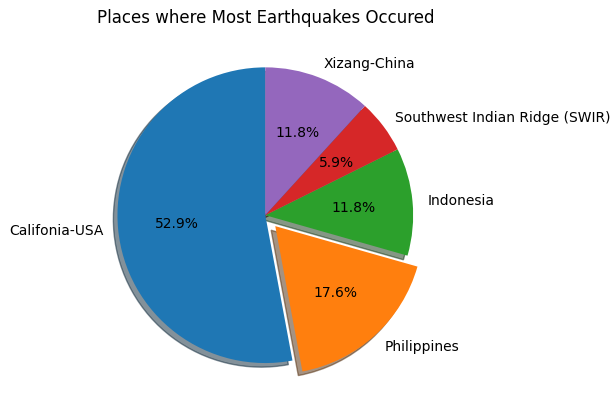 Places where Most Earthquakes Occured
Xizang-China
11.8%
Southwest Indian Ridge (SWIR)
5.9%
Indonesia
11.8%
Califonia-USA
52.9%
17.6%
Philippines